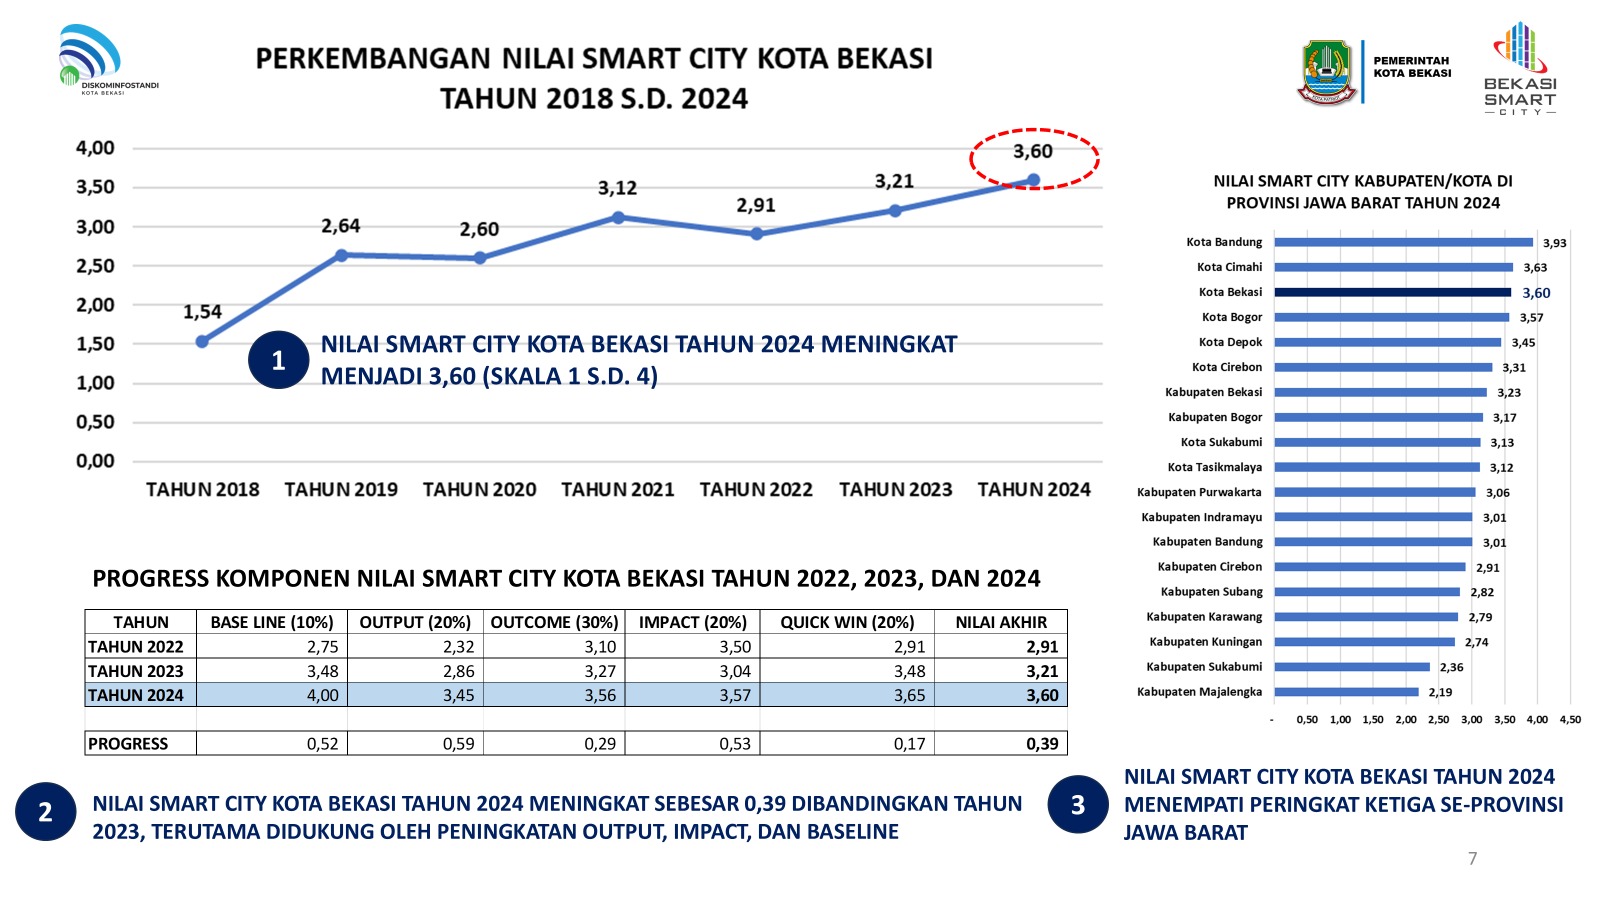 DISKOMINFOSTANDI
KOTA BEKASI
PERKEMBANGAN NILAI SMART CITY KOTA BEKASI
TAHUN 2018 S.D. 2024
PEMERINTAH
KOTA BEKASI
BEKASI
SMART
CITY
4,00
3,50
3,00
2,50
2,00
1,50
1,00
0,50
0,00
1,54
2,64
2,60
3,12
2,91
3,21
3,60
TAHUN 2018 TAHUN 2019 TAHUN 2020 TAHUN 2021 TAHUN 2022 TAHUN 2023 TAHUN 2024
1
NILAI SMART CITY KOTA BEKASI TAHUN 2024 MENINGKAT
MENJADI 3,60 (SKALA 1 S.D. 4)
NILAI SMART CITY KABUPATEN/KOTA DI
PROVINSI JAWA BARAT TAHUN 2024
Kota Bandung 3,93
Kota Cimahi 3,63
Kota Bekasi 3,60
Kota Bogor 3,57
Kota Depok 3,45
Kota Cirebon 3,31
Kabupaten Bekasi 3,23
Kabupaten Bogor 3,17
Kota Sukabumi 3,13
Kota Tasikmalaya 3,12
Kabupaten Purwakarta 3,06
Kabupaten Indramayu 3,01
Kabupaten Bandung 3,01
Kabupaten Cirebon 2,91
Kabupaten Subang 2,82
Kabupaten Karawang 2,79
Kabupaten Kuningan 2,74
Kabupaten Sukabumi 2,36
Kabupaten Majalengka 2,19
- 0,50 1,00 1,50 2,00 2,50 3,00 3,50 4,00 4,50
PROGRESS KOMPONEN NILAI SMART CITY KOTA BEKASI TAHUN 2022, 2023, DAN 2024
TAHUN BASE LINE (10%) OUTPUT (20%) OUTCOME (30%) IMPACT (20%) QUICK WIN (20%) NILAI AKHIR
TAHUN 2022 2,75 2,32 3,10 3,50 2,91 2,91
TAHUN 2023 3,48 2,86 3,27 3,04 3,48 3,21
TAHUN 2024 4,00 3,45 3,56 3,57 3,65 3,60
PROGRESS 0,52 0,59 0,29 0,53 0,17 0,39
2
NILAI SMART CITY KOTA BEKASI TAHUN 2024 MENINGKAT SEBESAR 0,39 DIBANDINGKAN TAHUN
2023, TERUTAMA DIDUKUNG OLEH PENINGKATAN OUTPUT, IMPACT, DAN BASELINE
3
NILAI SMART CITY KOTA BEKASI TAHUN 2024
MENEMPATI PERINGKAT KETIGA SE-PROVINSI
JAWA BARAT
7